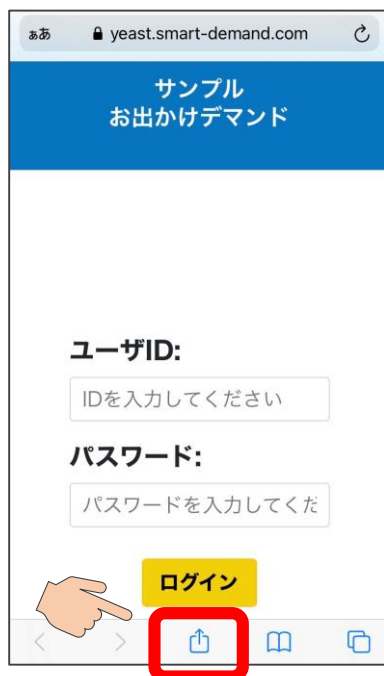 ぁあ yeast.smart-demand.com
サンプル
お出かけデマンド
ユーザID:
IDを入力してください
パスワード:
パスワードを入力してくだ
ログイン